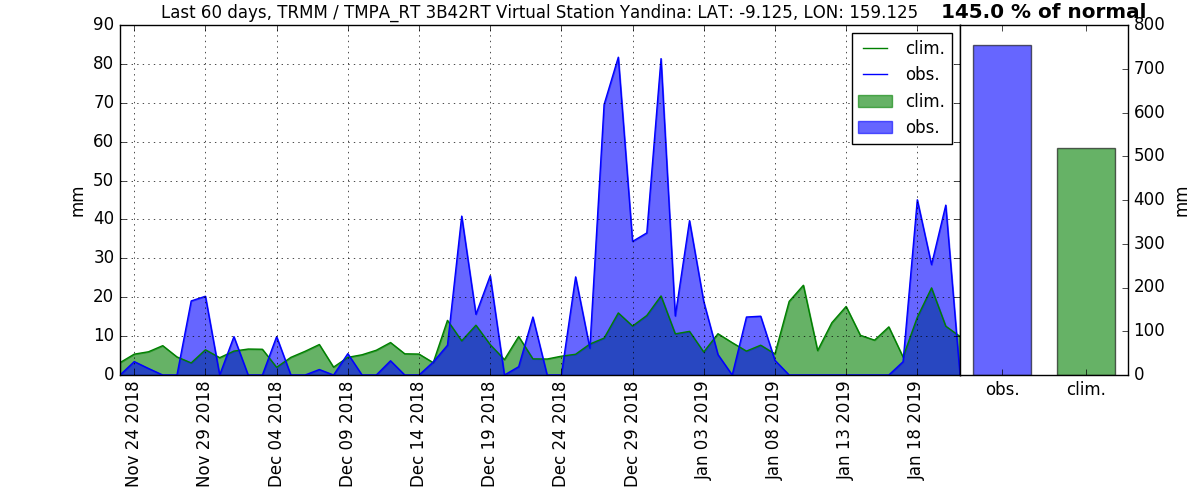 Last 60 days, TRMM / TMPA_RT 3B42RT Virtual Station Yandina: LAT: -9.125, LON: 159.125
145.0 % of normal
90
80
70
60
50
40
30
20
10
0
mm
clim.
obs.
clim.
obs.
800
700
600
500
400
300
200
100
0
mm
Nov 24 2018
Nov 29 2018
Dec 04 2018
Dec 09 2018
Dec 14 2018
Dec 19 2018
Dec 24 2018
Dec 29 2018
Jan 03 2019
Jan 08 2019
Jan 13 2019
Jan 18 2019
obs.
clim.